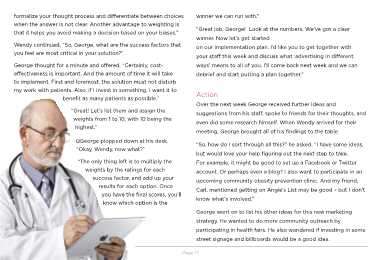 formalize your thought process and differentiate between choices
when the answer is not clear. Another advantage to weighting is
that it helps you avoid making a decision based on your biases."
Wendy continued. "So, George, what are the success factors that
you feel are most critical in your solution?"
George thought for a minute and offered, "Certainly, cost-
effectiveness is important. And the amount of time it will take
to implement. First and foremost, the solution must not disturb
my work with patients. Also, if I invest in something, I want it to
benefit as many patients as possible."
"Great! Let's list them and assign the
weights from 1 to 10, with 10 being the
highest."
George plopped down at his desk.
"Okay, Wendy, now what?"
"The only thing left is to multiply the
weights by the ratings for each
success factor, and add up your
results for each option. Once
you have the final scores, you'll
know which option is the
winner we can run with."
"Great job, George! Look at the numbers. We've got a clear
winner. Now let's get started
on our implementation plan. I'd like you to get together with
your staff this week and discuss what 'advertising in different
ways' means to all of you. I'll come back next week and we can
debrief and start putting a plan together."
Action
Over the next week George received further ideas and
suggestions from his staff, spoke to friends for their thoughts, and
even did some research himself. When Wendy arrived for their
meeting, George brought all of his findings to the table.
"So, how do I sort through all this?" he asked. "I have some ideas,
but would love your help figuring out the next step to take.
For example, it might be good to set up a Facebook or Twitter
account. Or perhaps even a blog? I also want to participate in an
upcoming community obesity prevention clinic. And my friend,
Carl, mentioned getting on Angie's List may be good – but I don't
know what's involved."
George went on to list his other ideas for this new marketing
strategy. He wanted to do more community outreach by
participating in health fairs. He also wondered if investing in some
street signage and billboards would be a good idea.
Page 17